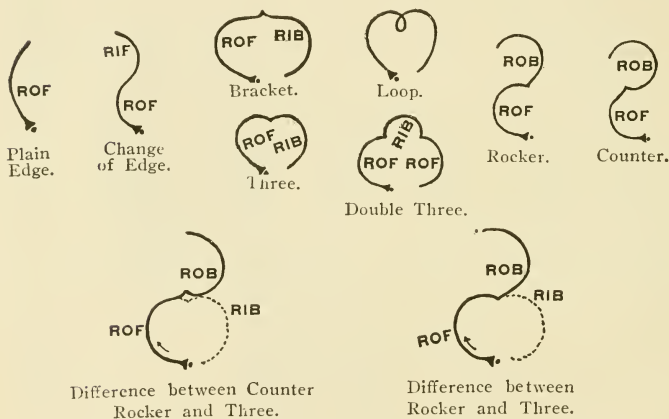 ROF
Plain
Edge.
RIF
ROF
Change
of Edge.
ROF RIB
Bracket.
Loop.
ROF RIB
Three.
RIB
ROF ROF
Double Three.
ROB
ROF
Rocker.
ROB
ROF
Counter.
ROB
RIB
ROF
Difference between Counter
Rocker and Three.
ROB
RIB
ROF
Difference between
Rocker and Three.